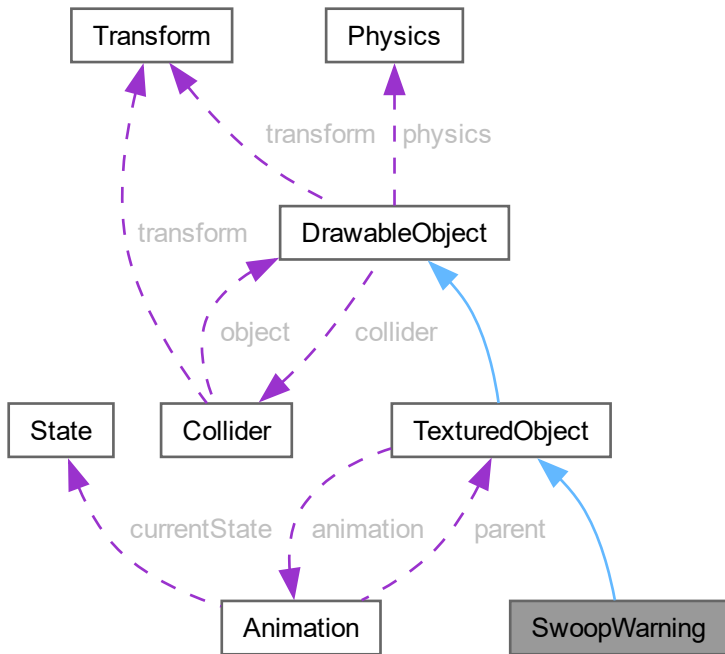 Transform
Physics
transform
physics
DrawableObject
transform
object
collider
State
Collider
TexturedObject
currentState
animation
parent
Animation
SwoopWarning